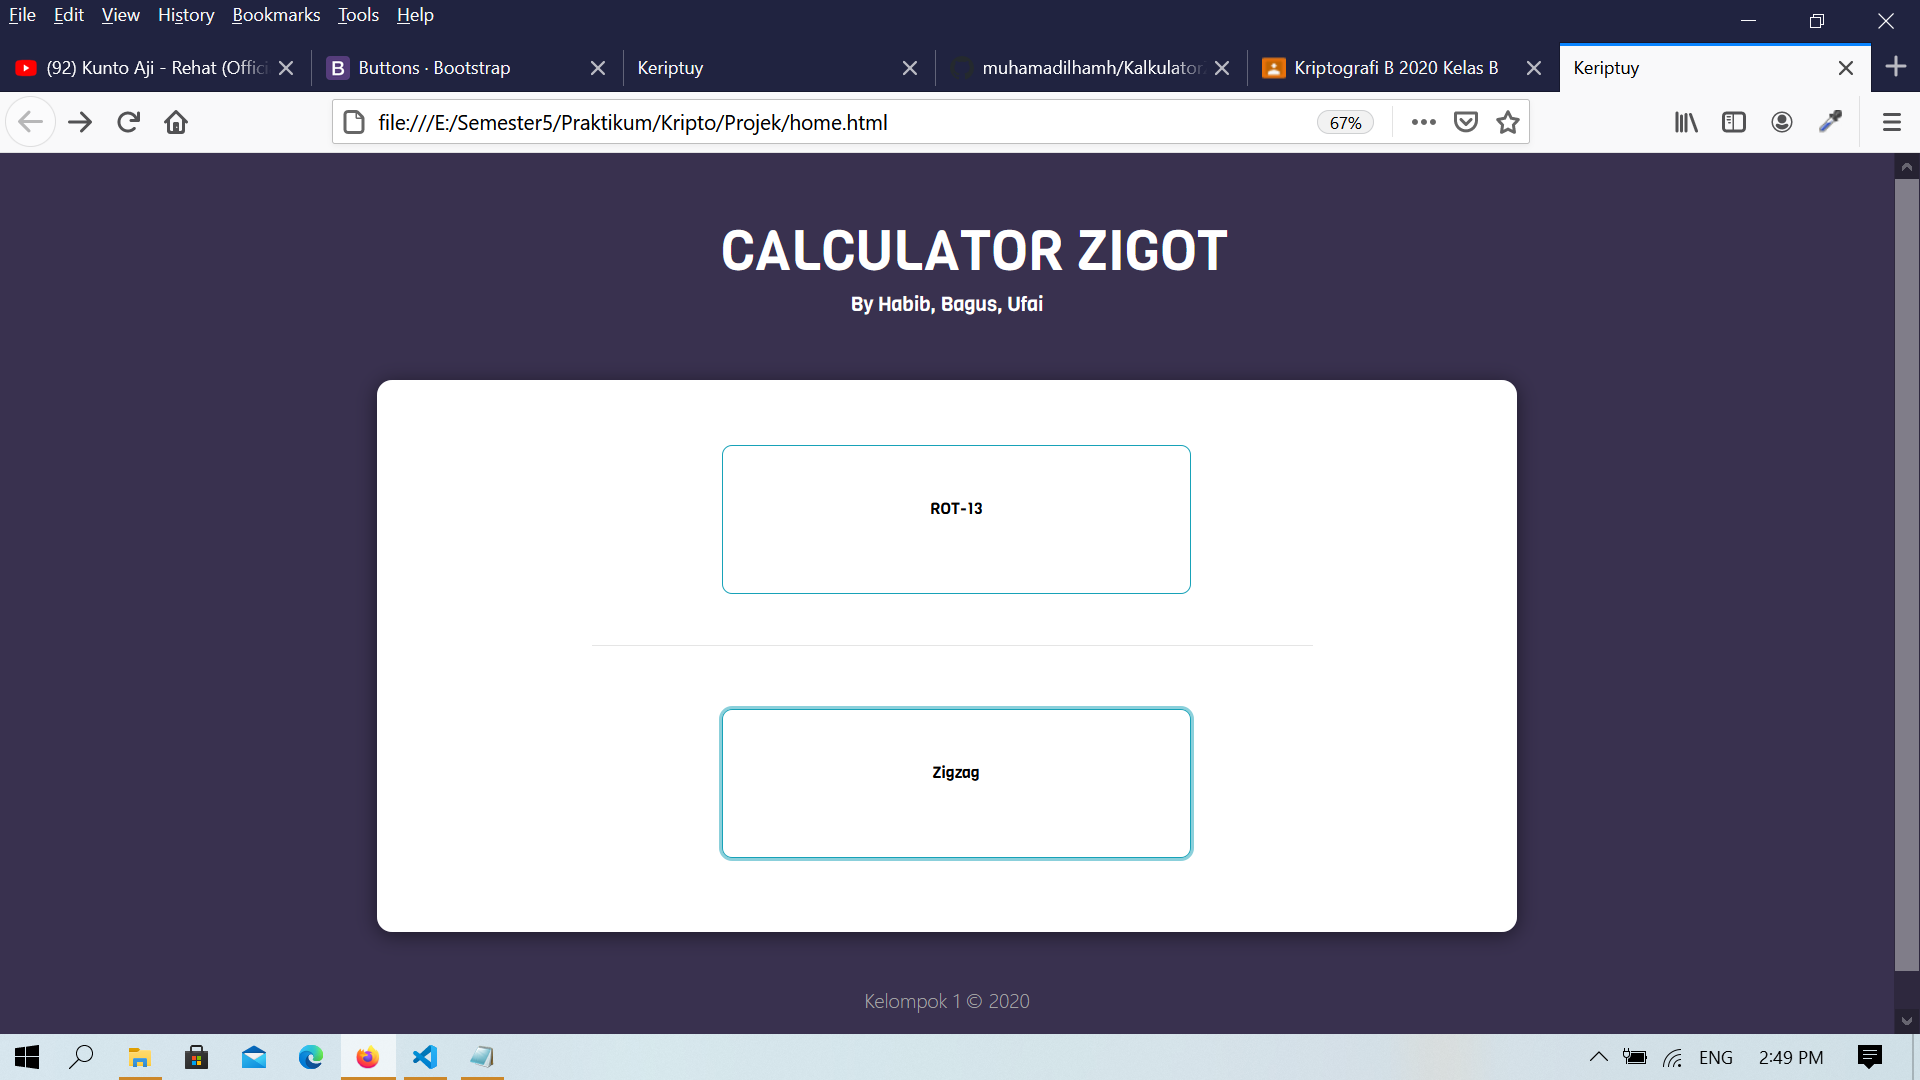 File Edit View History Bookmarks Tools Help
(92) Kunto Aji - Rehat (Offici
Buttons · Bootstrap
Keriptuy
muhamadilhamh/Kalkulator
Kriptografi B 2020 Kelas B
Keriptuy
file:///E:/Semester5/Praktikum/Kripto/Projek/home.html
67%
CALCULATOR ZIGOT
By Habib, Bagus, Ufai
ROT-13
Zigzag
Kelompok 1 © 2020
ENG
2:49 PM